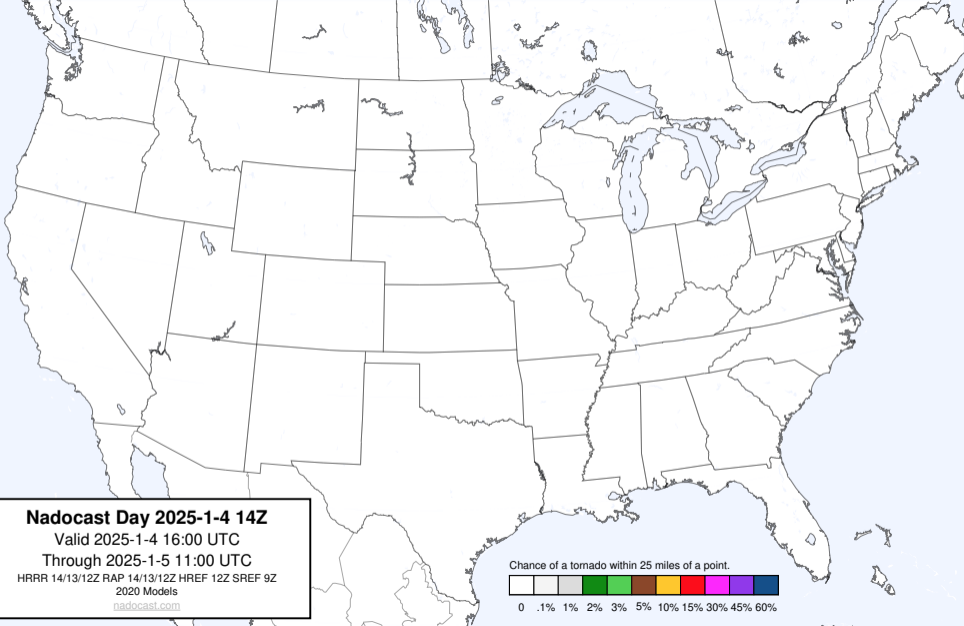 Nadocast Day 2025-1-4 14Z
Valid 2025-1-4 16:00 UTC
Through 2025-1-5 11:00 UTC
HRRR 14/13/12Z RAP 14/13/12Z HREF 12Z SREF 9Z
2020 Models
nadocast.com
Chance of a tornado within 25 miles of a point.
0 .1% 1% 2% 3% 5% 10% 15% 30% 45% 60%